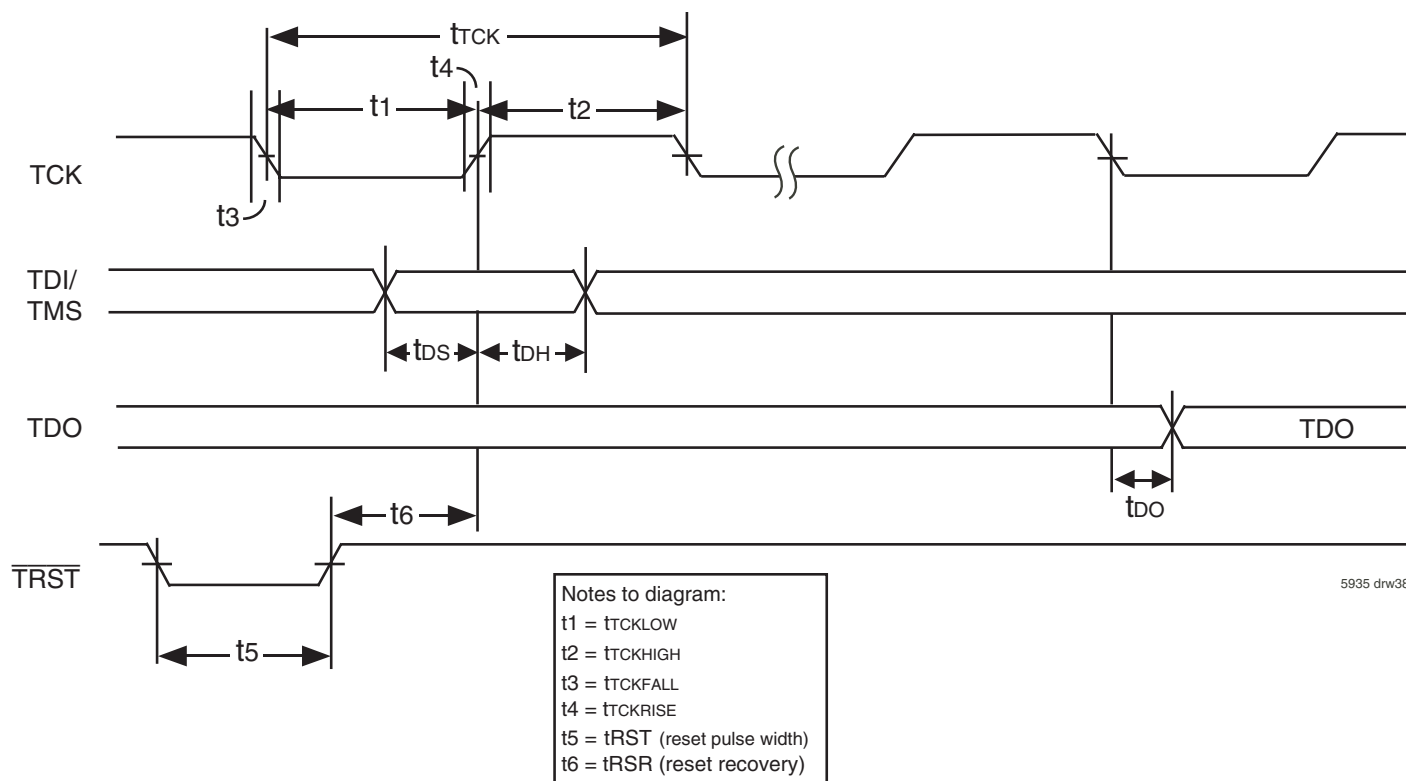 tTCK
t4
t1
t2
TCK
t3
TDI/
TMS
tDS
tDH
TDO
TDO
tDO
t6
TRST
5935 drw38
t5
Notes to diagram:
t1 = tTCKLOW
t2 = tTCKHIGH
t3 = tTCKFALL
t4 = tTCKRISE
t5 = tRST (reset pulse width)
t6 = tRSR (reset recovery)